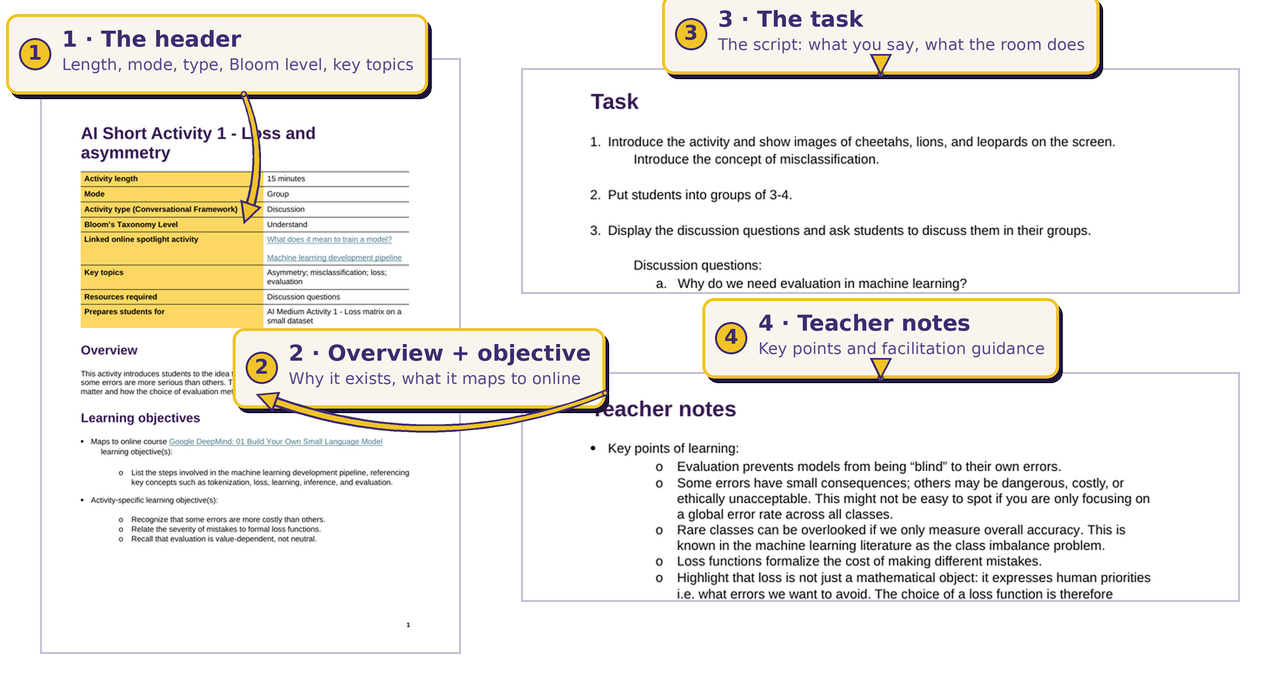 1
1 · The header
Length, mode, type, Bloom level, key topics
AI Short Activity 1 - Loss and
asymmetry
Activity length 15 minutes
Mode Group
Activity type (Conversational Framework) Discussion
Bloom's Taxonomy Level Understand
Linked online spotlight activity What does it mean to train a model?
Machine learning development pipeline
Key topics Asymmetry; misclassification; loss;
evaluation
Resources required Discussion questions
Prepares students for AI Medium Activity 1 - Loss matrix on a
small dataset
2
2 · Overview + objective
Why it exists, what it maps to online
Overview
This activity introduces students to the idea
some errors are more serious than others.
matter and how the choice of evaluation
Learning objectives
• Maps to online course Google DeepMind: 01 Build Your Own Small Language Model
learning objective(s):
o List the steps involved in the machine learning development pipeline, referencing
key concepts such as tokenization, loss, learning, inference, and evaluation.
• Activity-specific learning objective(s):
o Recognize that some errors are more costly than others.
o Relate the severity of mistakes to formal loss functions.
o Recall that evaluation is value-dependent, not neutral.
1
3
3 · The task
The script: what you say, what the room does
Task
1. Introduce the activity and show images of cheetahs, lions, and leopards on the screen.
Introduce the concept of misclassification.
2. Put students into groups of 3-4.
3. Display the discussion questions and ask students to discuss them in their groups.
Discussion questions:
a. Why do we need evaluation in machine learning?
4
4 · Teacher notes
Key points and facilitation guidance
Teacher notes
• Key points of learning:
o Evaluation prevents models from being “blind” to their own errors.
o Some errors have small consequences; others may be dangerous, costly, or
ethically unacceptable. This might not be easy to spot if you are only focusing on
a global error rate across all classes.
o Rare classes can be overlooked if we only measure overall accuracy. This is
known in the machine learning literature as the class imbalance problem.
o Loss functions formalize the cost of making different mistakes.
o Highlight that loss is not just a mathematical object: it expresses human priorities
i.e. what errors we want to avoid. The choice of a loss function is therefore